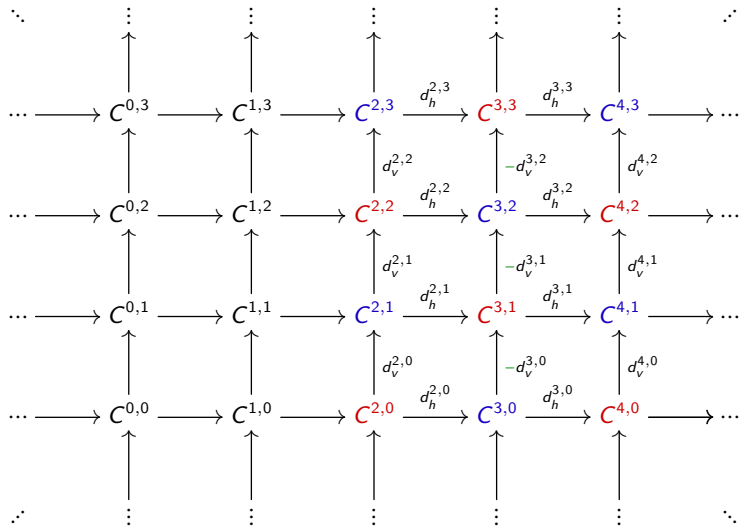 ⋱ ⋮ ⋮ ⋮ ⋮ ⋮ ⋰
d_h^{2,3} d_h^{3,3}
⋯ C^{0,3} C^{1,3} C^{2,3} C^{3,3} C^{4,3} ⋯
d_v^{2,2} −d_v^{3,2} d_v^{4,2}
d_h^{2,2} d_h^{3,2}
⋯ C^{0,2} C^{1,2} C^{2,2} C^{3,2} C^{4,2} ⋯
d_v^{2,1} −d_v^{3,1} d_v^{4,1}
d_h^{2,1} d_h^{3,1}
⋯ C^{0,1} C^{1,1} C^{2,1} C^{3,1} C^{4,1} ⋯
d_v^{2,0} −d_v^{3,0} d_v^{4,0}
d_h^{2,0} d_h^{3,0}
⋯ C^{0,0} C^{1,0} C^{2,0} C^{3,0} C^{4,0} ⋯
⋰ ⋮ ⋮ ⋮ ⋮ ⋮ ⋱